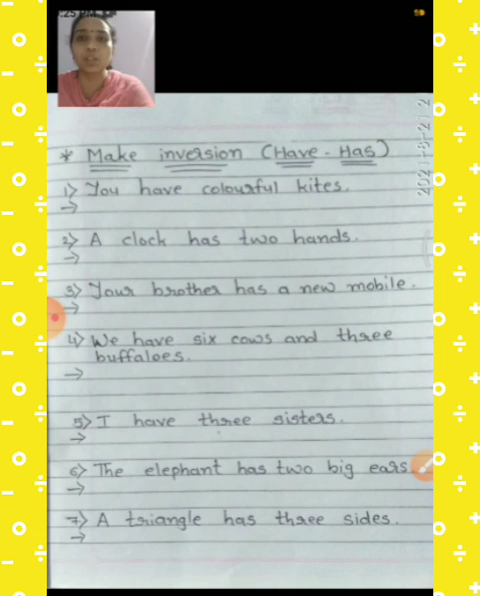 * Make inversion (Have - Has)
1) You have colourful kites.
→
2) A clock has two hands.
→
3) Your brother has a new mobile.
→
4) We have six cows and three
buffaloes.
→
5) I have three sisters.
→
6) The elephant has two big ears.
→
7) A triangle has three sides.
→